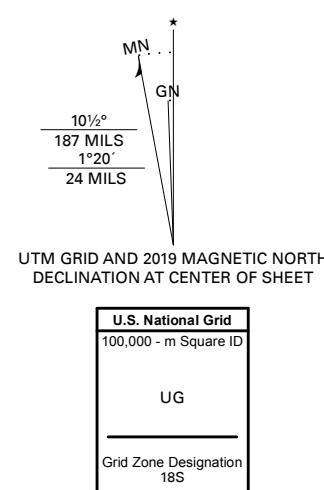 ★
MN
GN
10½°
187 MILS
1°20´
24 MILS
UTM GRID AND 2019 MAGNETIC NORTH
DECLINATION AT CENTER OF SHEET
U.S. National Grid
100,000 - m Square ID
UG
Grid Zone Designation
18S